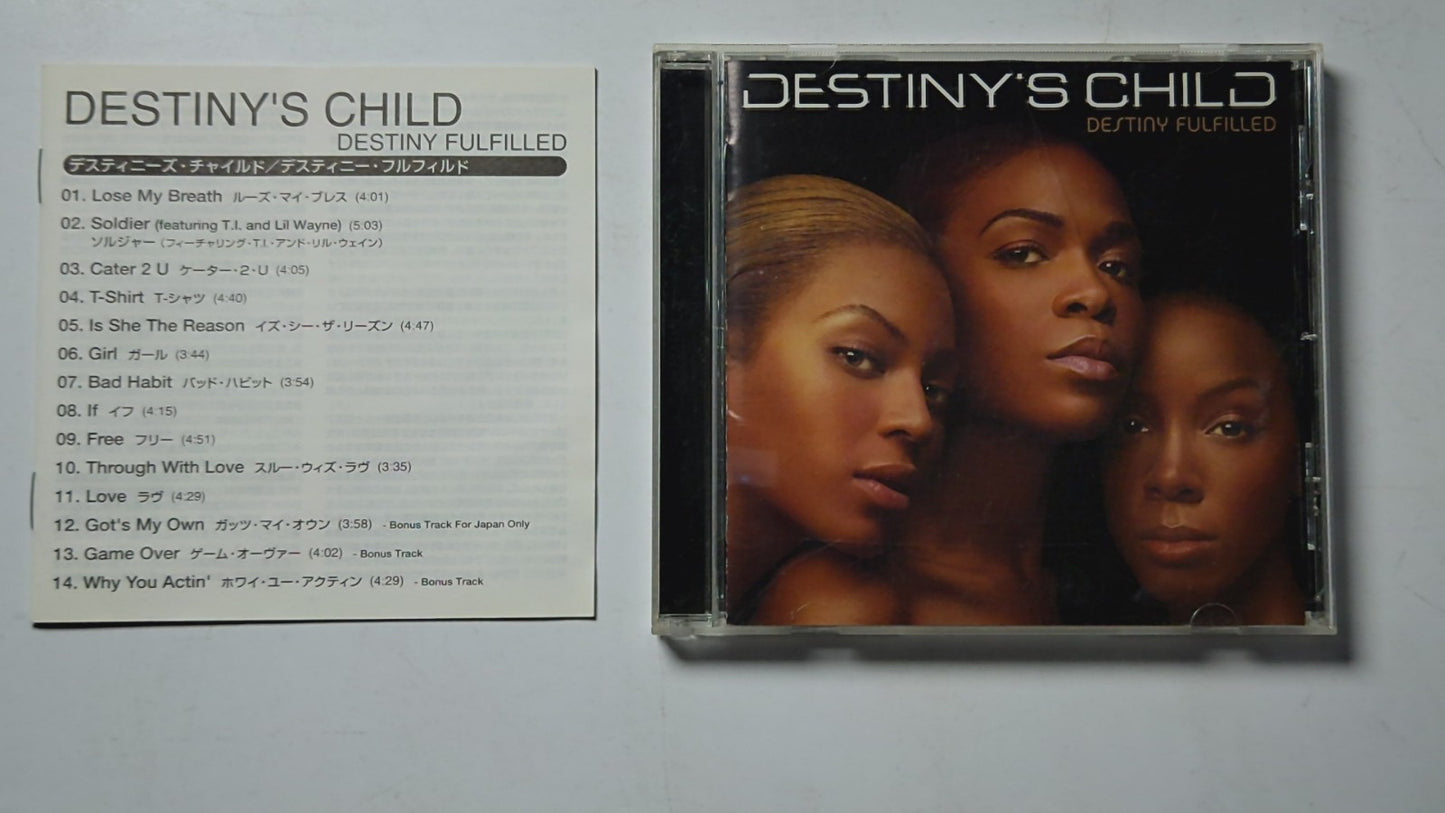 DESTINY'S CHILD
DESTINY FULFILLED
デスティニーズ・チャイルド/デスティニー・フルフィルド
01. Lose My Breath ルーズ・マイ・ブレス (4:01)
02. Soldier (featuring T.I. and Lil Wayne) (5:03)
ソルジャー(フィーチャリング・T.I.・アンド・リル・ウェイン)
03. Cater 2 U ケーター・2・U (4:05)
04. T-Shirt T-シャツ (4:40)
05. Is She The Reason イズ・シー・ザ・リーズン (4:47)
06. Girl ガール (3:44)
07. Bad Habit バッド・ハビット (3:54)
08. If イフ (4:15)
09. Free フリー (4:51)
10. Through With Love スルー・ウィズ・ラヴ (3:35)
11. Love ラヴ (4:29)
12. Got's My Own ガッツ・マイ・オウン (3:58) - Bonus Track For Japan Only
13. Game Over ゲーム・オーヴァー (4:02) - Bonus Track
14. Why You Actin' ホワイ・ユー・アクティン (4:29) - Bonus Track
DESTINY'S CHILD
DESTINY FULFILLED